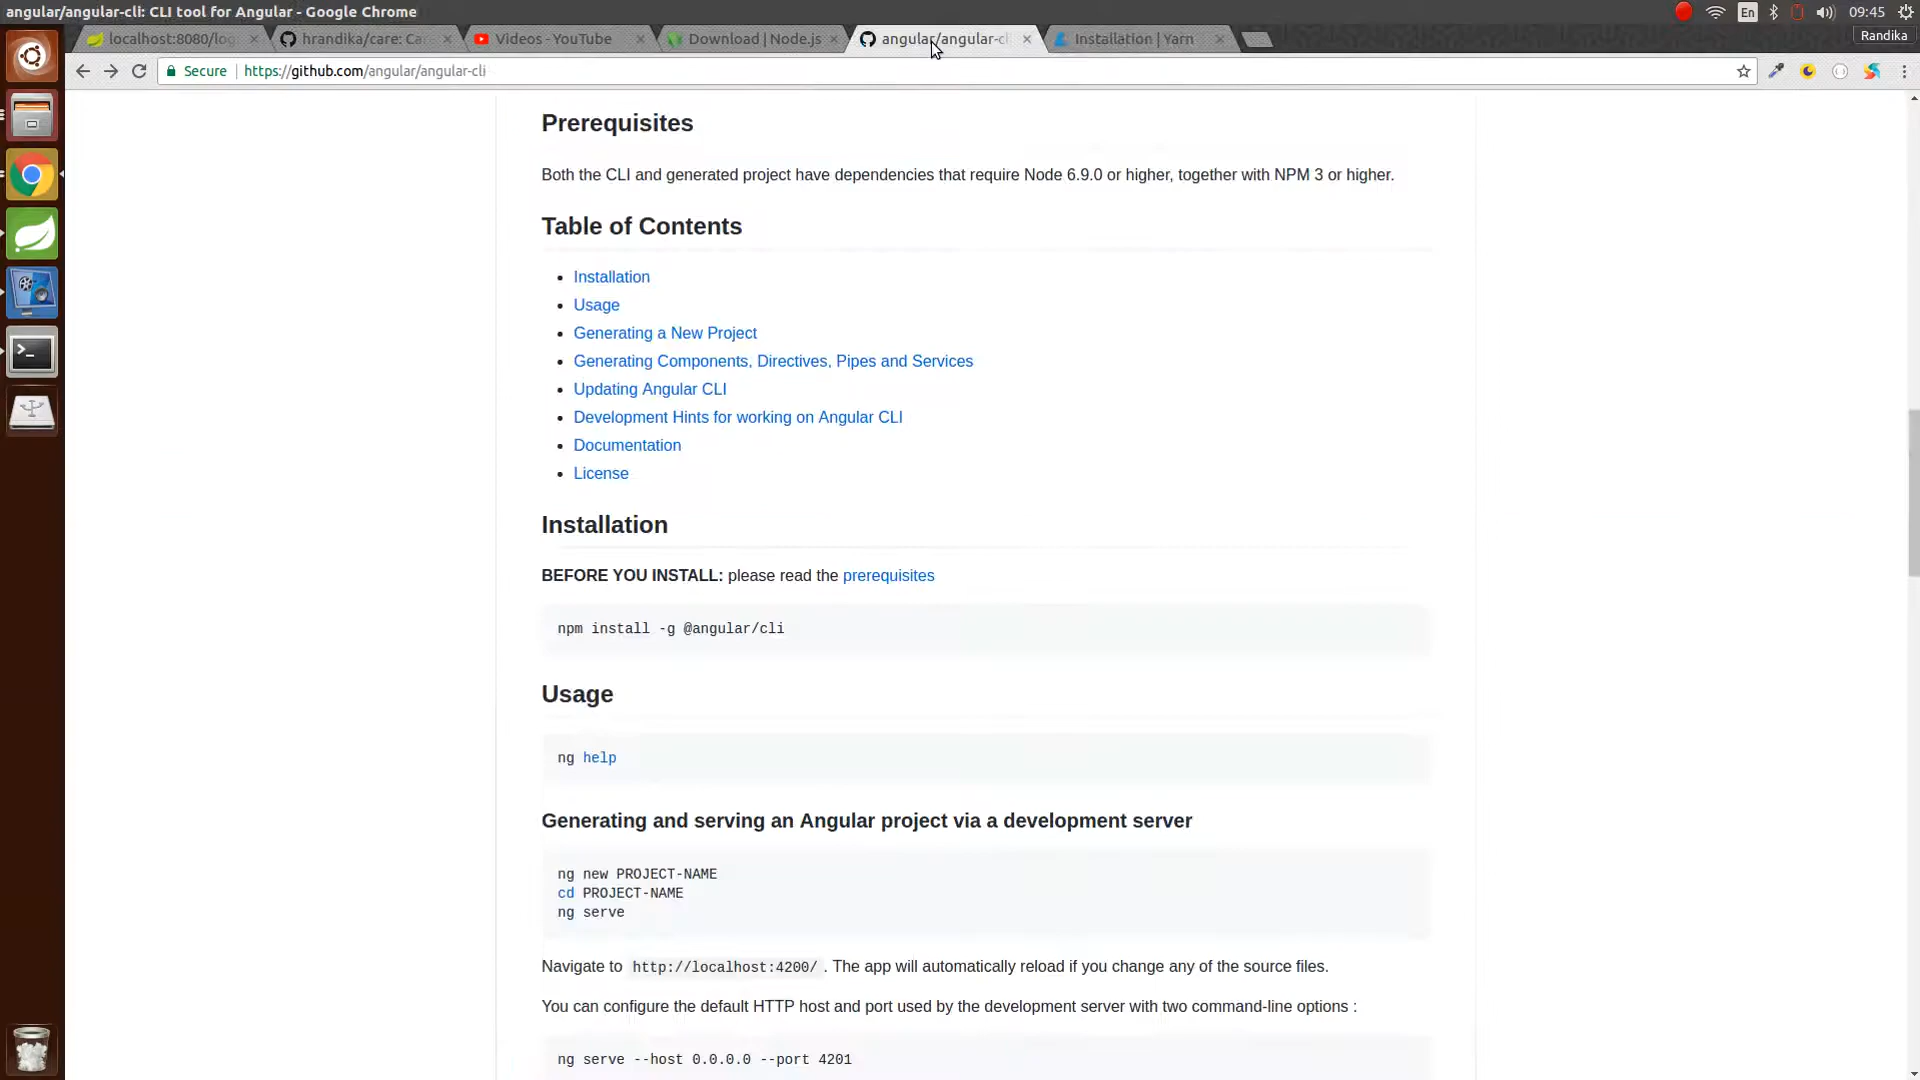 angular/angular-cli: CLI tool for Angular - Google Chrome
En
09:45
localhost:8080/log
hrandika/care: Ca
Videos - YouTube
Download | Node.js
angular/angular-cl
Installation | Yarn
Randika
Secure
https://github.com/angular/angular-cli
Prerequisites
Both the CLI and generated project have dependencies that require Node 6.9.0 or higher, together with NPM 3 or higher.
Table of Contents
Installation
Usage
Generating a New Project
Generating Components, Directives, Pipes and Services
Updating Angular CLI
Development Hints for working on Angular CLI
Documentation
License
Installation
BEFORE YOU INSTALL: please read the prerequisites
npm install -g @angular/cli
Usage
ng help
Generating and serving an Angular project via a development server
ng new PROJECT-NAME
cd PROJECT-NAME
ng serve
Navigate to http://localhost:4200/ . The app will automatically reload if you change any of the source files.
You can configure the default HTTP host and port used by the development server with two command-line options :
ng serve --host 0.0.0.0 --port 4201